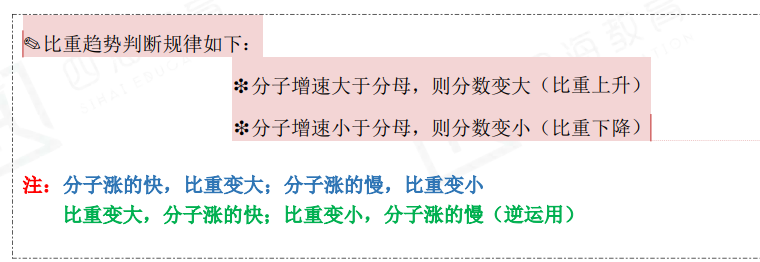 ✎比重趋势判断规律如下：
❇分子增速大于分母，则分数变大（比重上升）
❇分子增速小于分母，则分数变小（比重下降）
注：分子涨的快，比重变大；分子涨的慢，比重变小
比重变大，分子涨的快；比重变小，分子涨的慢（逆运用）